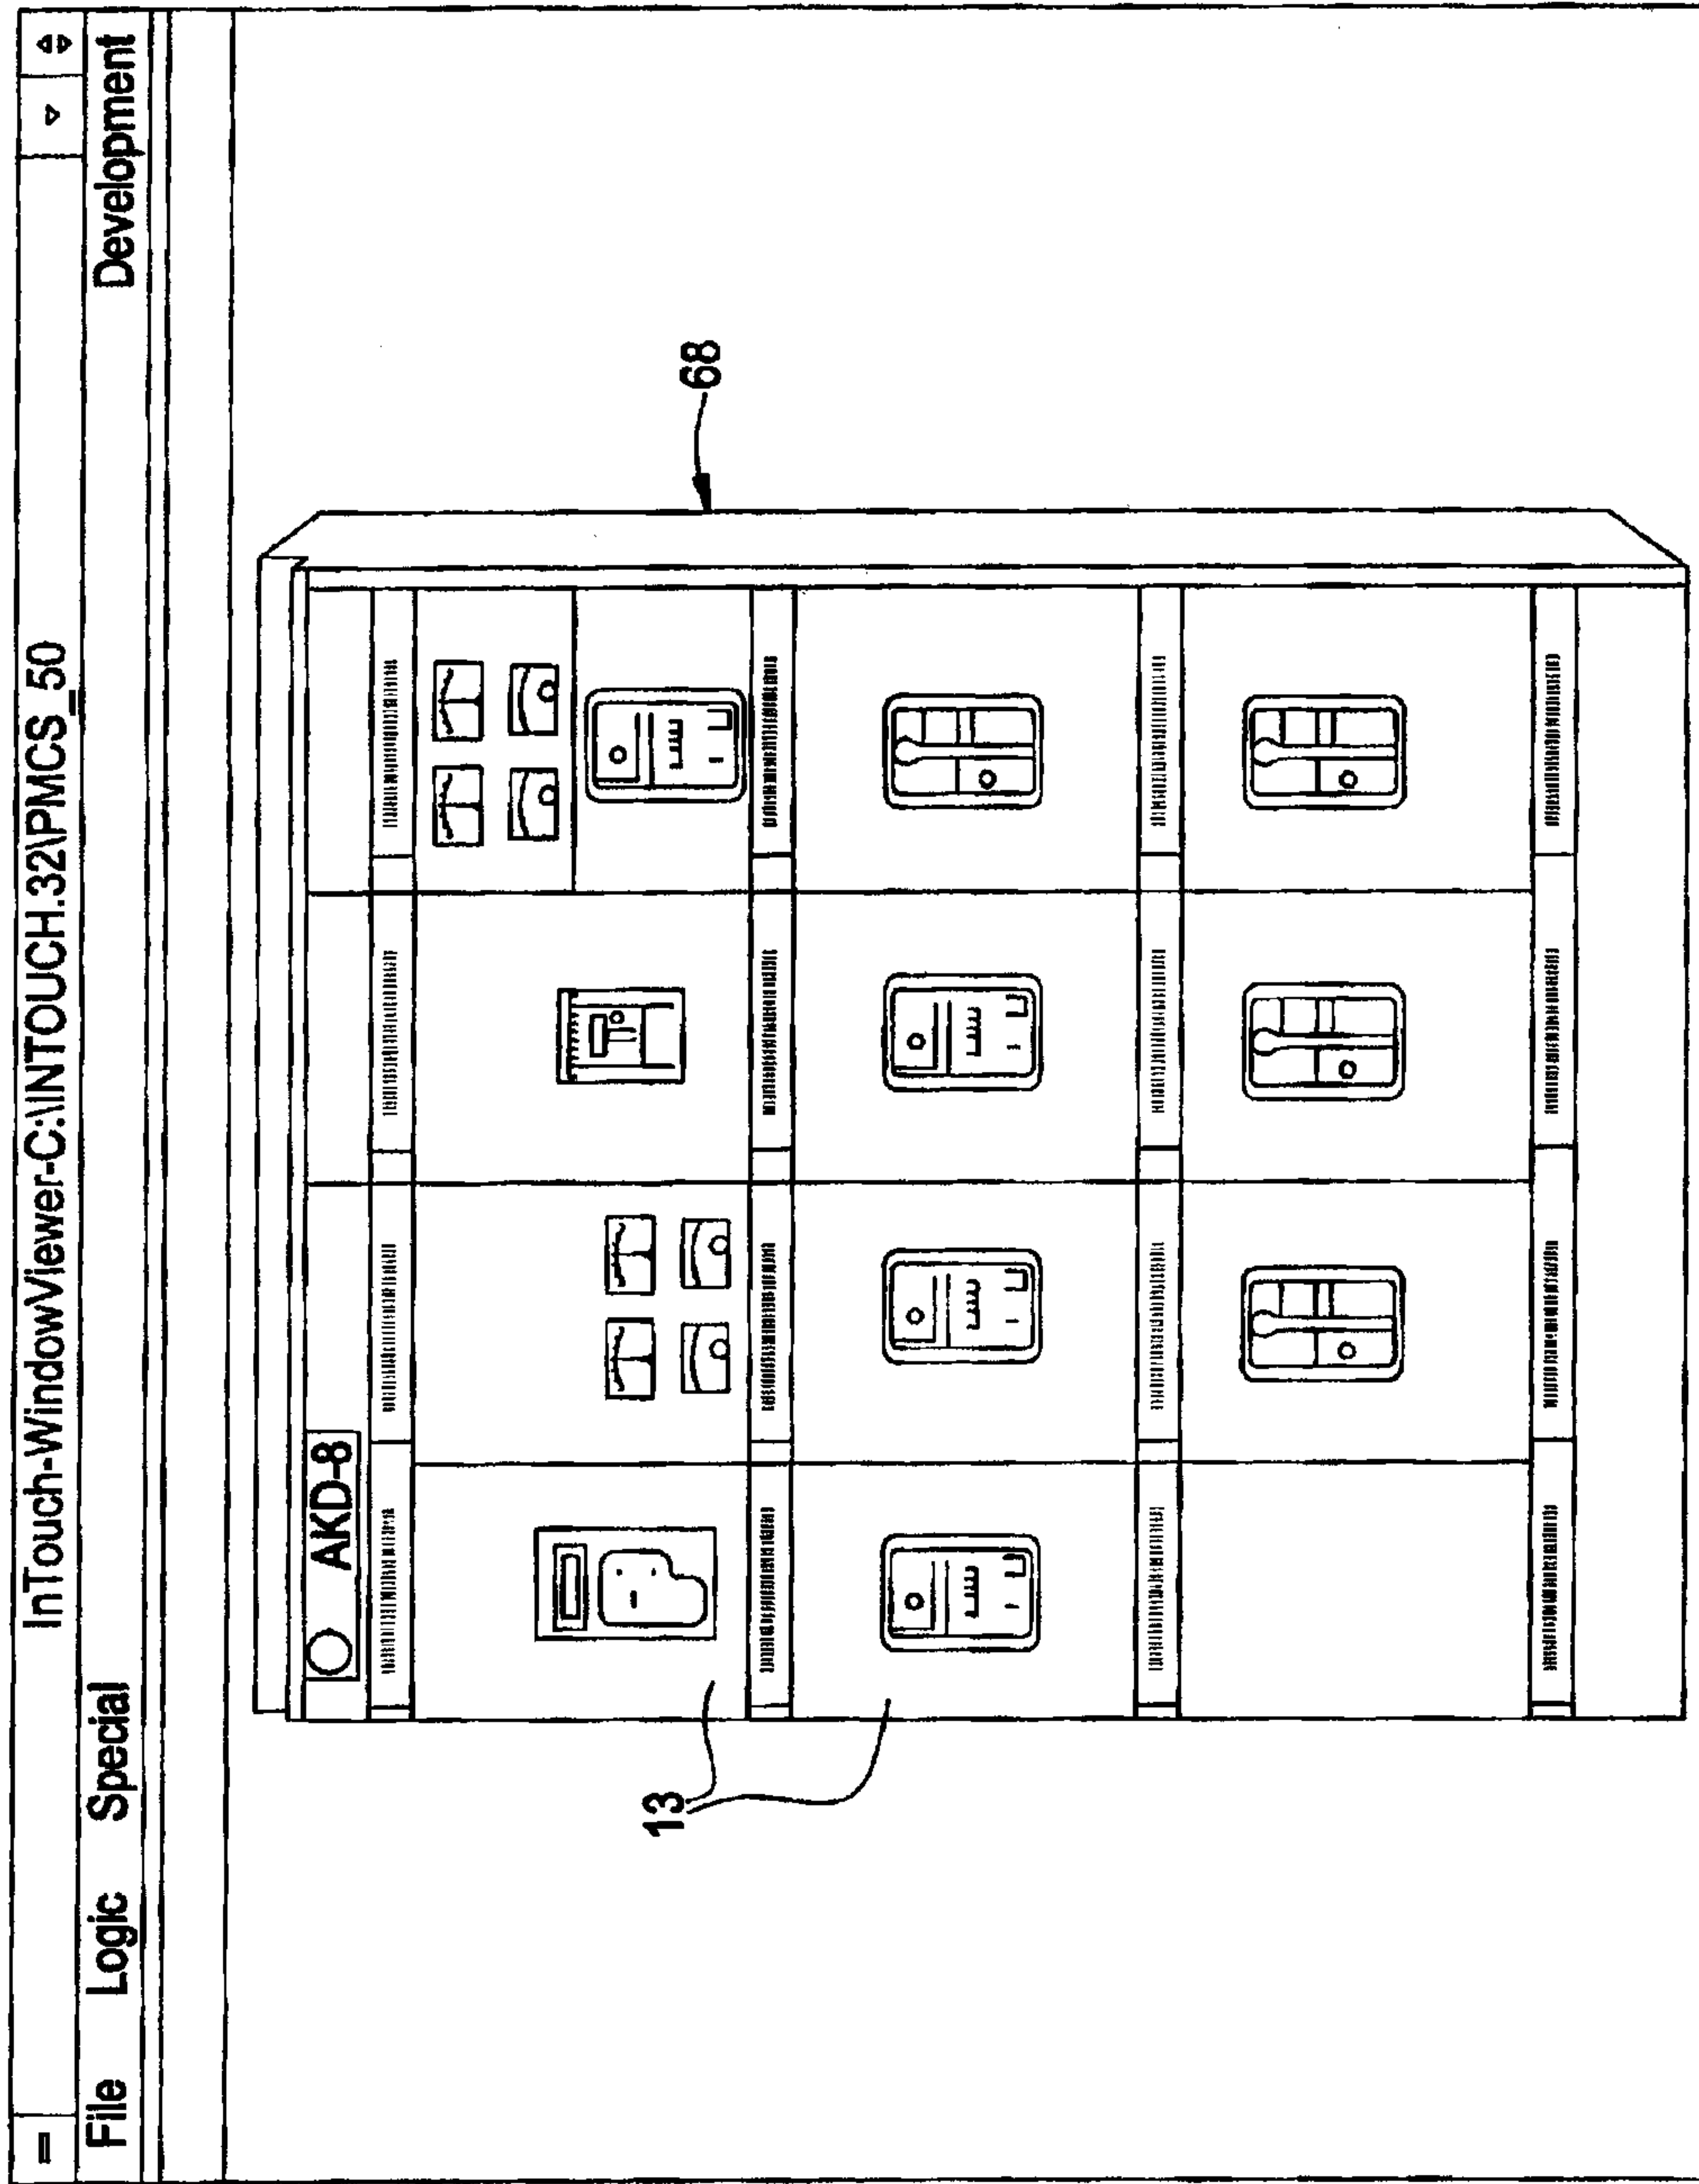 InTouch-WindowViewer-C:\INTOUCH.32\PMCS_50
File Logic Special Development
AKD-8
68
13